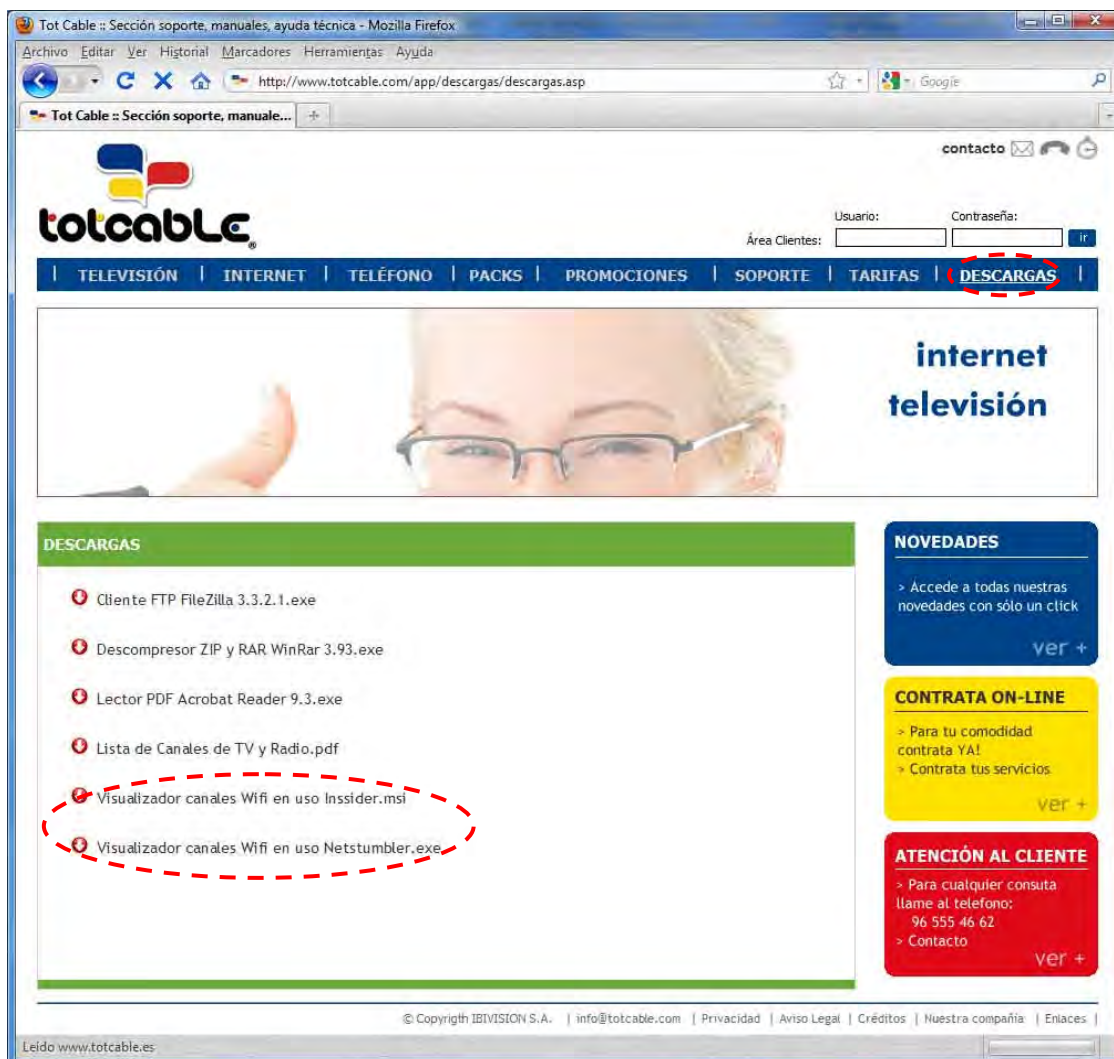 Tot Cable :: Sección soporte, manuales, ayuda técnica - Mozilla Firefox
Archivo Editar Ver Historial Marcadores Herramientas Ayuda
http://www.totcable.com/app/descargas/descargas.asp
Google
Tot Cable :: Sección soporte, manuale...
contacto
totcable®
Usuario:
Contraseña:
Área Clientes:
ir
| TELEVISIÓN | INTERNET | TELÉFONO | PACKS | PROMOCIONES | SOPORTE | TARIFAS | DESCARGAS |
internet
televisión
DESCARGAS
Cliente FTP FileZilla 3.3.2.1.exe
Descompresor ZIP y RAR WinRar 3.93.exe
Lector PDF Acrobat Reader 9.3.exe
Lista de Canales de TV y Radio.pdf
Visualizador canales Wifi en uso Inssider.msi
Visualizador canales Wifi en uso Netstumbler.exe
NOVEDADES
> Accede a todas nuestras
novedades con sólo un click
ver +
CONTRATA ON-LINE
> Para tu comodidad
contrata YA!
> Contrata tus servicios
ver +
ATENCIÓN AL CLIENTE
> Para cualquier consuta
llame al telefono:
96 555 46 62
> Contacto
ver +
© Copyrigth IBIVISION S.A. | info@totcable.com | Privacidad | Aviso Legal | Créditos | Nuestra compañia | Enlaces |
Leído www.totcable.es